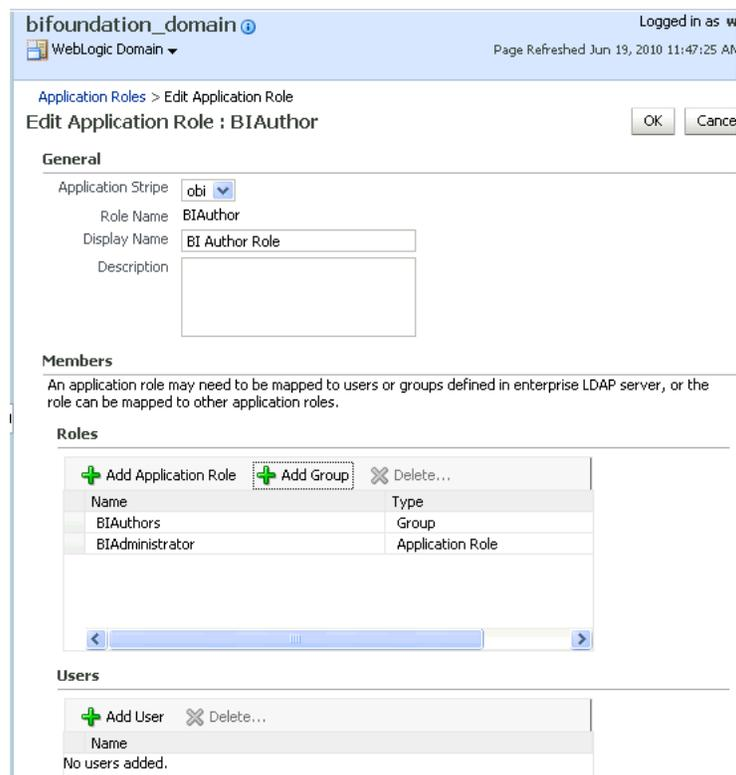 bifoundation_domain
Logged in as w
WebLogic Domain
Page Refreshed Jun 19, 2010 11:47:25 AM
Application Roles > Edit Application Role
Edit Application Role : BIAuthor
OK
Cance
General
Application Stripe obi
Role Name BIAuthor
Display Name BI Author Role
Description
Members
An application role may need to be mapped to users or groups defined in enterprise LDAP server, or the
role can be mapped to other application roles.
Roles
Add Application Role Add Group Delete...
Name Type
BIAuthors Group
BIAdministrator Application Role
Users
Add User Delete...
Name
No users added.